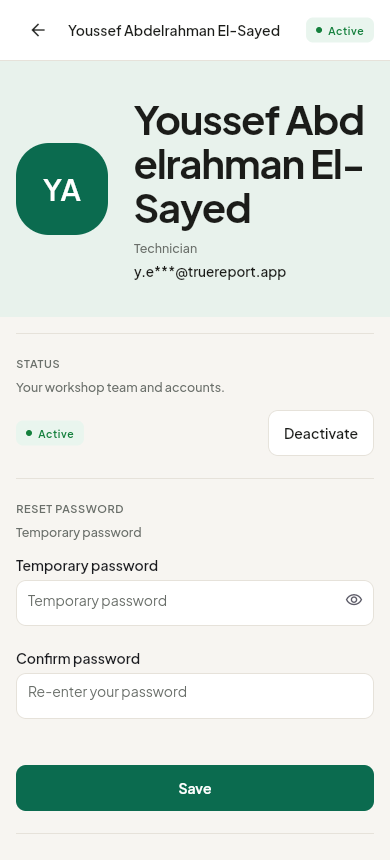 Youssef Abdelrahman El-Sayed
Active
YA
Youssef Abd
elrahman El-
Sayed
Technician
y.e***@truereport.app
STATUS
Your workshop team and accounts.
Active
Deactivate
RESET PASSWORD
Temporary password
Temporary password
Temporary password
Confirm password
Re-enter your password
Save